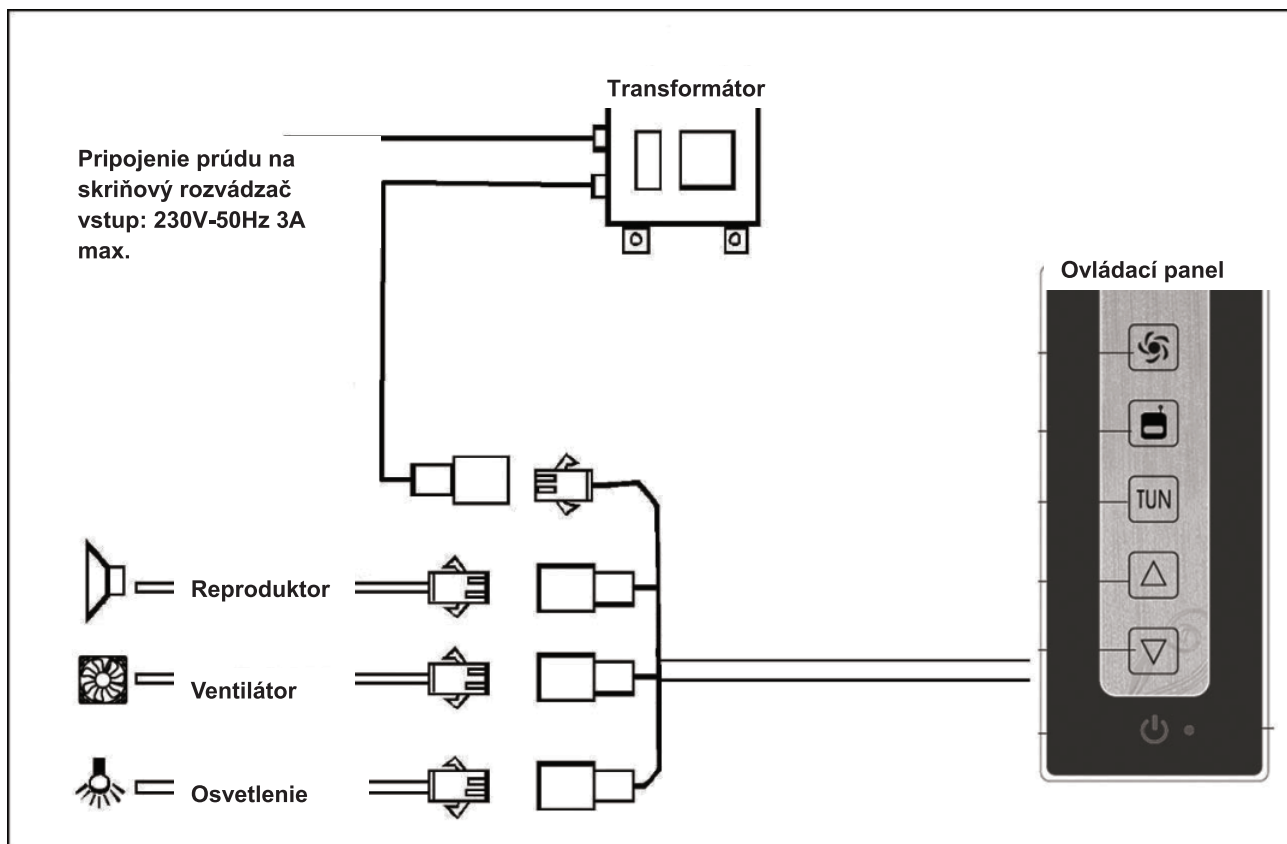 Transformátor
Pripojenie prúdu na
skriňový rozvádzač
vstup: 230V-50Hz 3A
max.
Ovládací panel
TUN
Reproduktor
Ventilátor
Osvetlenie